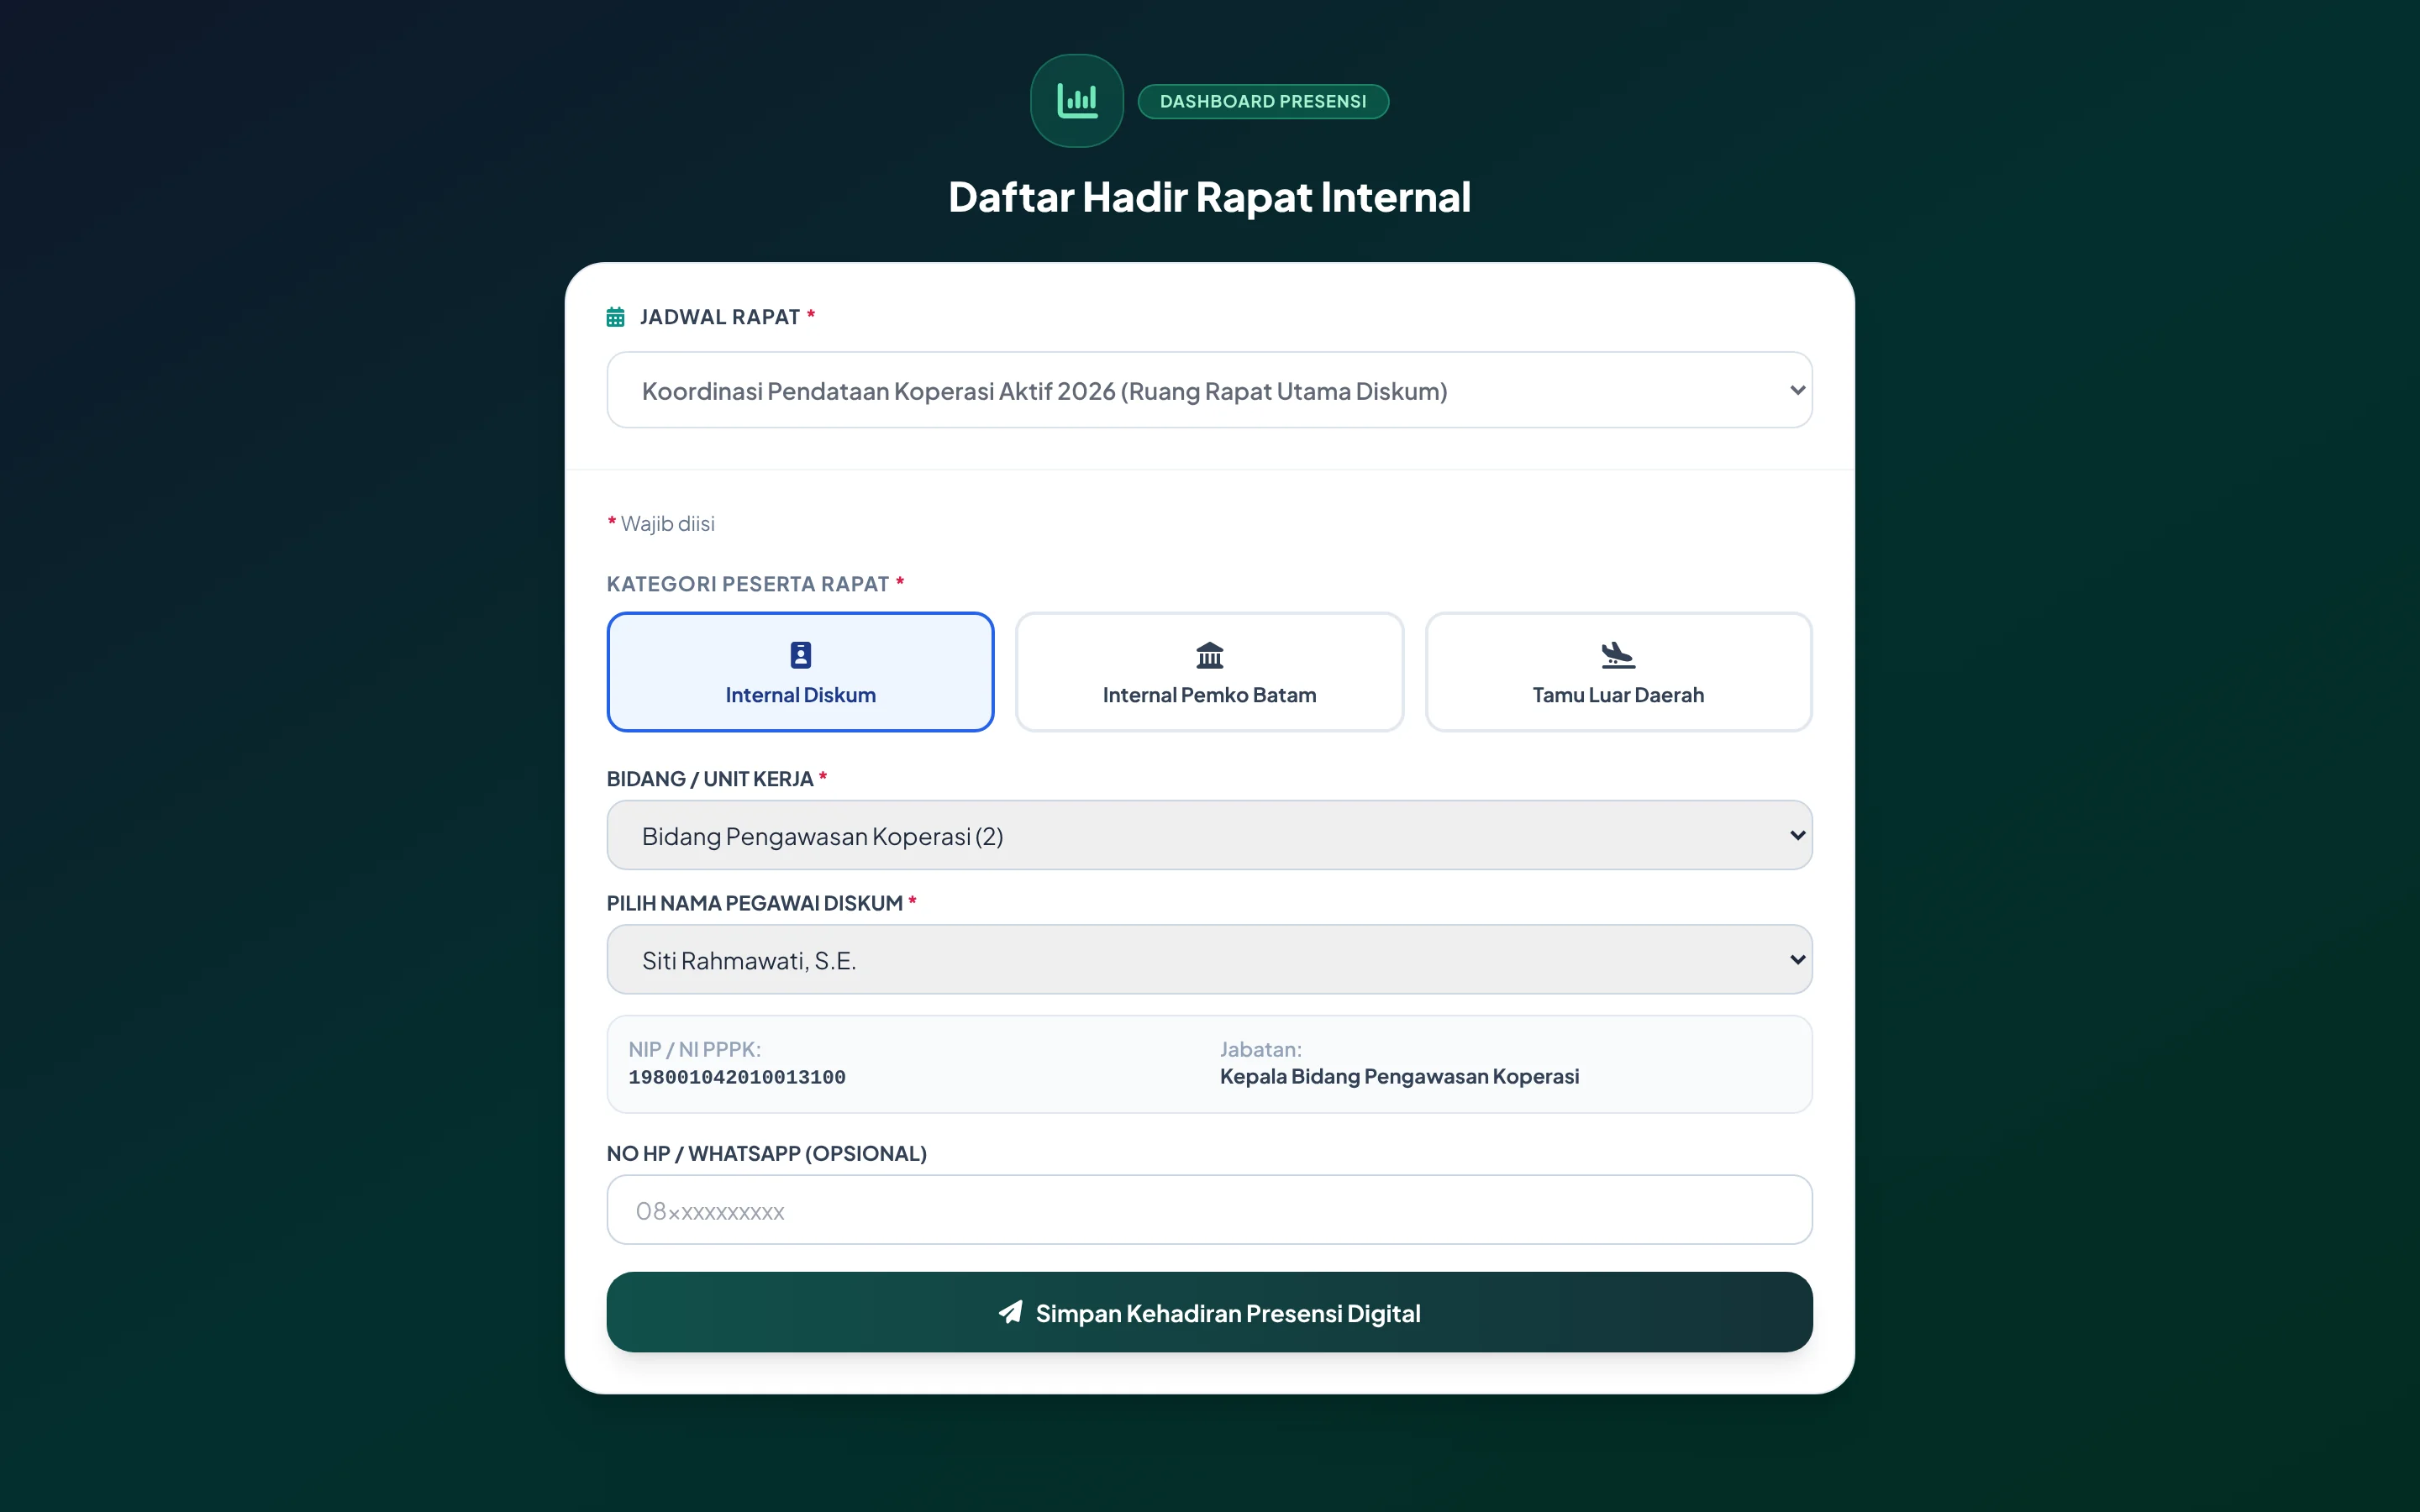 DASHBOARD PRESENSI
Daftar Hadir Rapat Internal
JADWAL RAPAT *
Koordinasi Pendataan Koperasi Aktif 2026 (Ruang Rapat Utama Diskum)
* Wajib diisi
KATEGORI PESERTA RAPAT *
Internal Diskum
Internal Pemko Batam
Tamu Luar Daerah
BIDANG / UNIT KERJA *
Bidang Pengawasan Koperasi (2)
PILIH NAMA PEGAWAI DISKUM *
Siti Rahmawati, S.E.
NIP / NI PPPK:
198001042010013100
Jabatan:
Kepala Bidang Pengawasan Koperasi
NO HP / WHATSAPP (OPSIONAL)
08xxxxxxxxxx
Simpan Kehadiran Presensi Digital